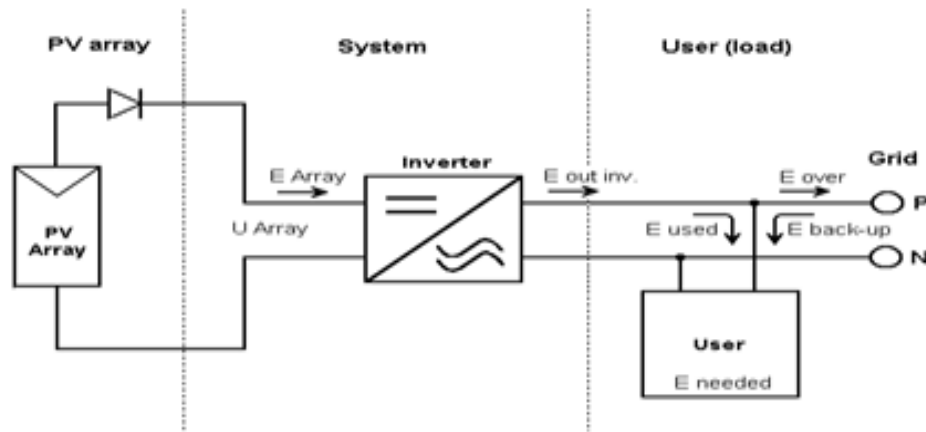 PV array
System
User (load)
Inverter
Grid
E Array
E out inv.
E over
P
PV
Array
U Array
E used
E back-up
N
User
E needed